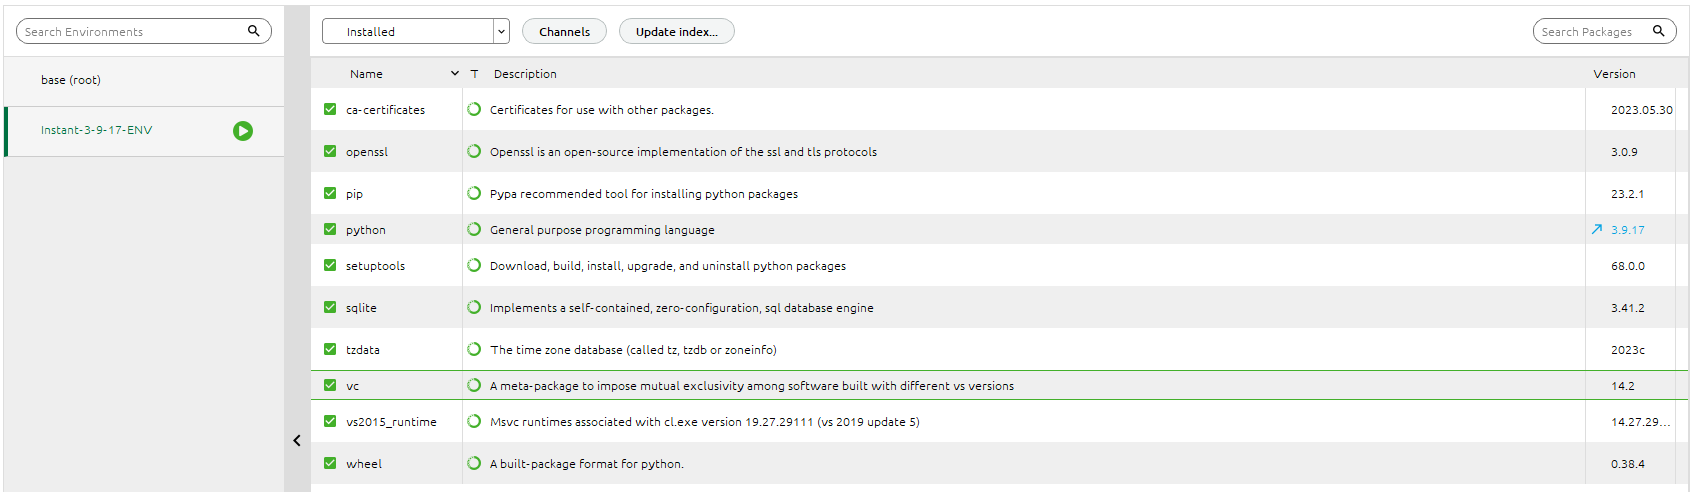 Search Environments
Installed
Channels
Update index...
Search Packages
base (root)
Instant-3-9-17-ENV
Name T Description Version
ca-certificates Certificates for use with other packages. 2023.05.30
openssl Openssl is an open-source implementation of the ssl and tls protocols 3.0.9
pip Pypa recommended tool for installing python packages 23.2.1
python General purpose programming language 3.9.17
setuptools Download, build, install, upgrade, and uninstall python packages 68.0.0
sqlite Implements a self-contained, zero-configuration, sql database engine 3.41.2
tzdata The time zone database (called tz, tzdb or zoneinfo) 2023c
vc A meta-package to impose mutual exclusivity among software built with different vs versions 14.2
vs2015_runtime Msvc runtimes associated with cl.exe version 19.27.29111 (vs 2019 update 5) 14.27.29...
wheel A built-package format for python. 0.38.4